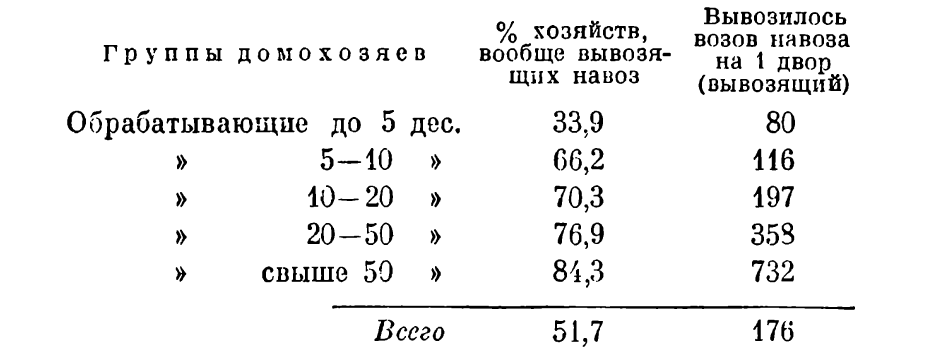 Группы домохозяев % хозяйств, вообще вывозящих навоз Вывозилось возов навоза на 1 двор (вывозящий)
Обрабатывающие до 5 дес. 33,9 80
» 5—10 » 66,2 116
» 10—20 » 70,3 197
» 20—50 » 76,9 358
» свыше 50 » 84,3 732
Всего 51,7 176